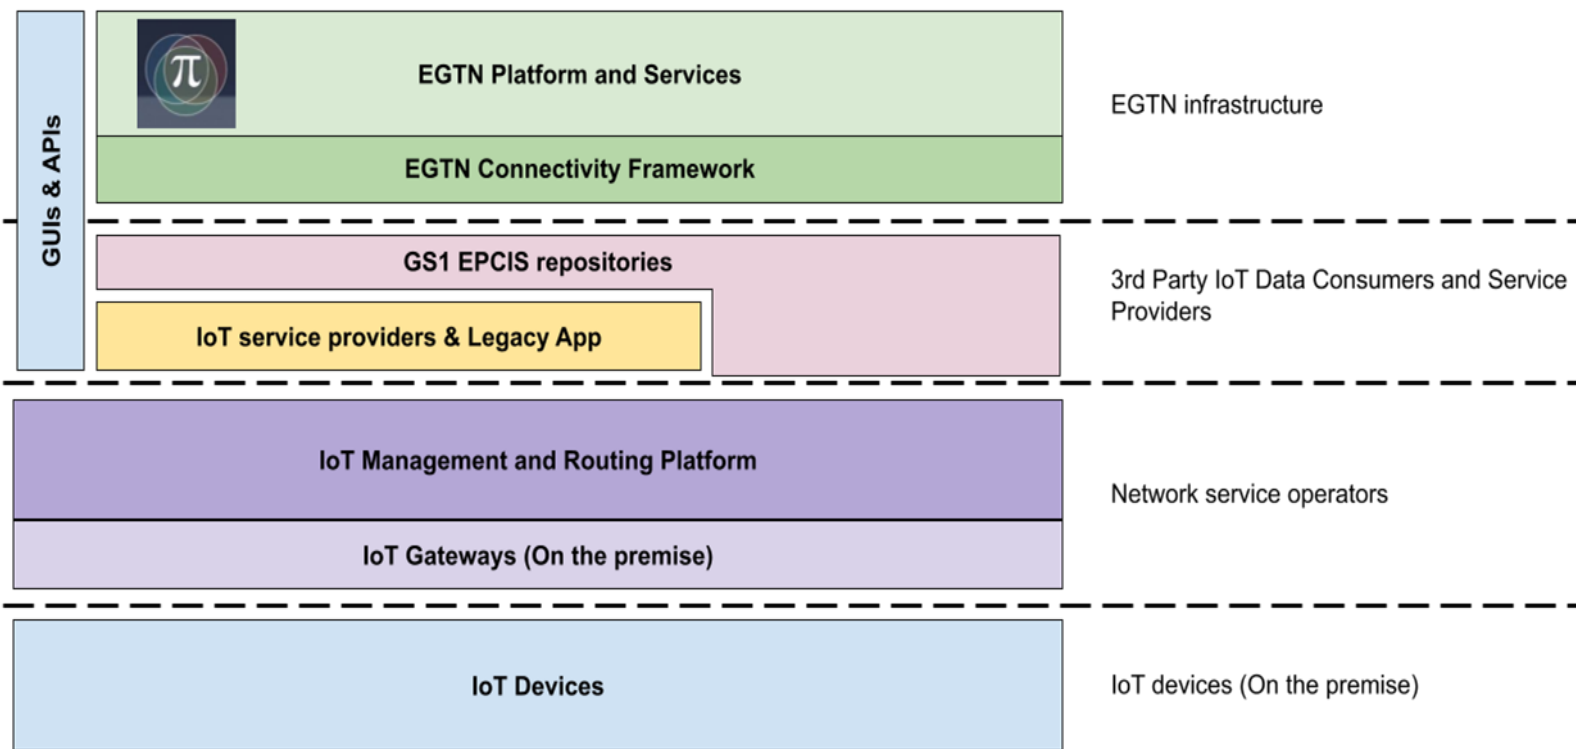 GUIs & APIs
π
EGTN Platform and Services
EGTN infrastructure
EGTN Connectivity Framework
GS1 EPCIS repositories
3rd Party IoT Data Consumers and Service
Providers
IoT service providers & Legacy App
IoT Management and Routing Platform
Network service operators
IoT Gateways (On the premise)
IoT Devices
IoT devices (On the premise)